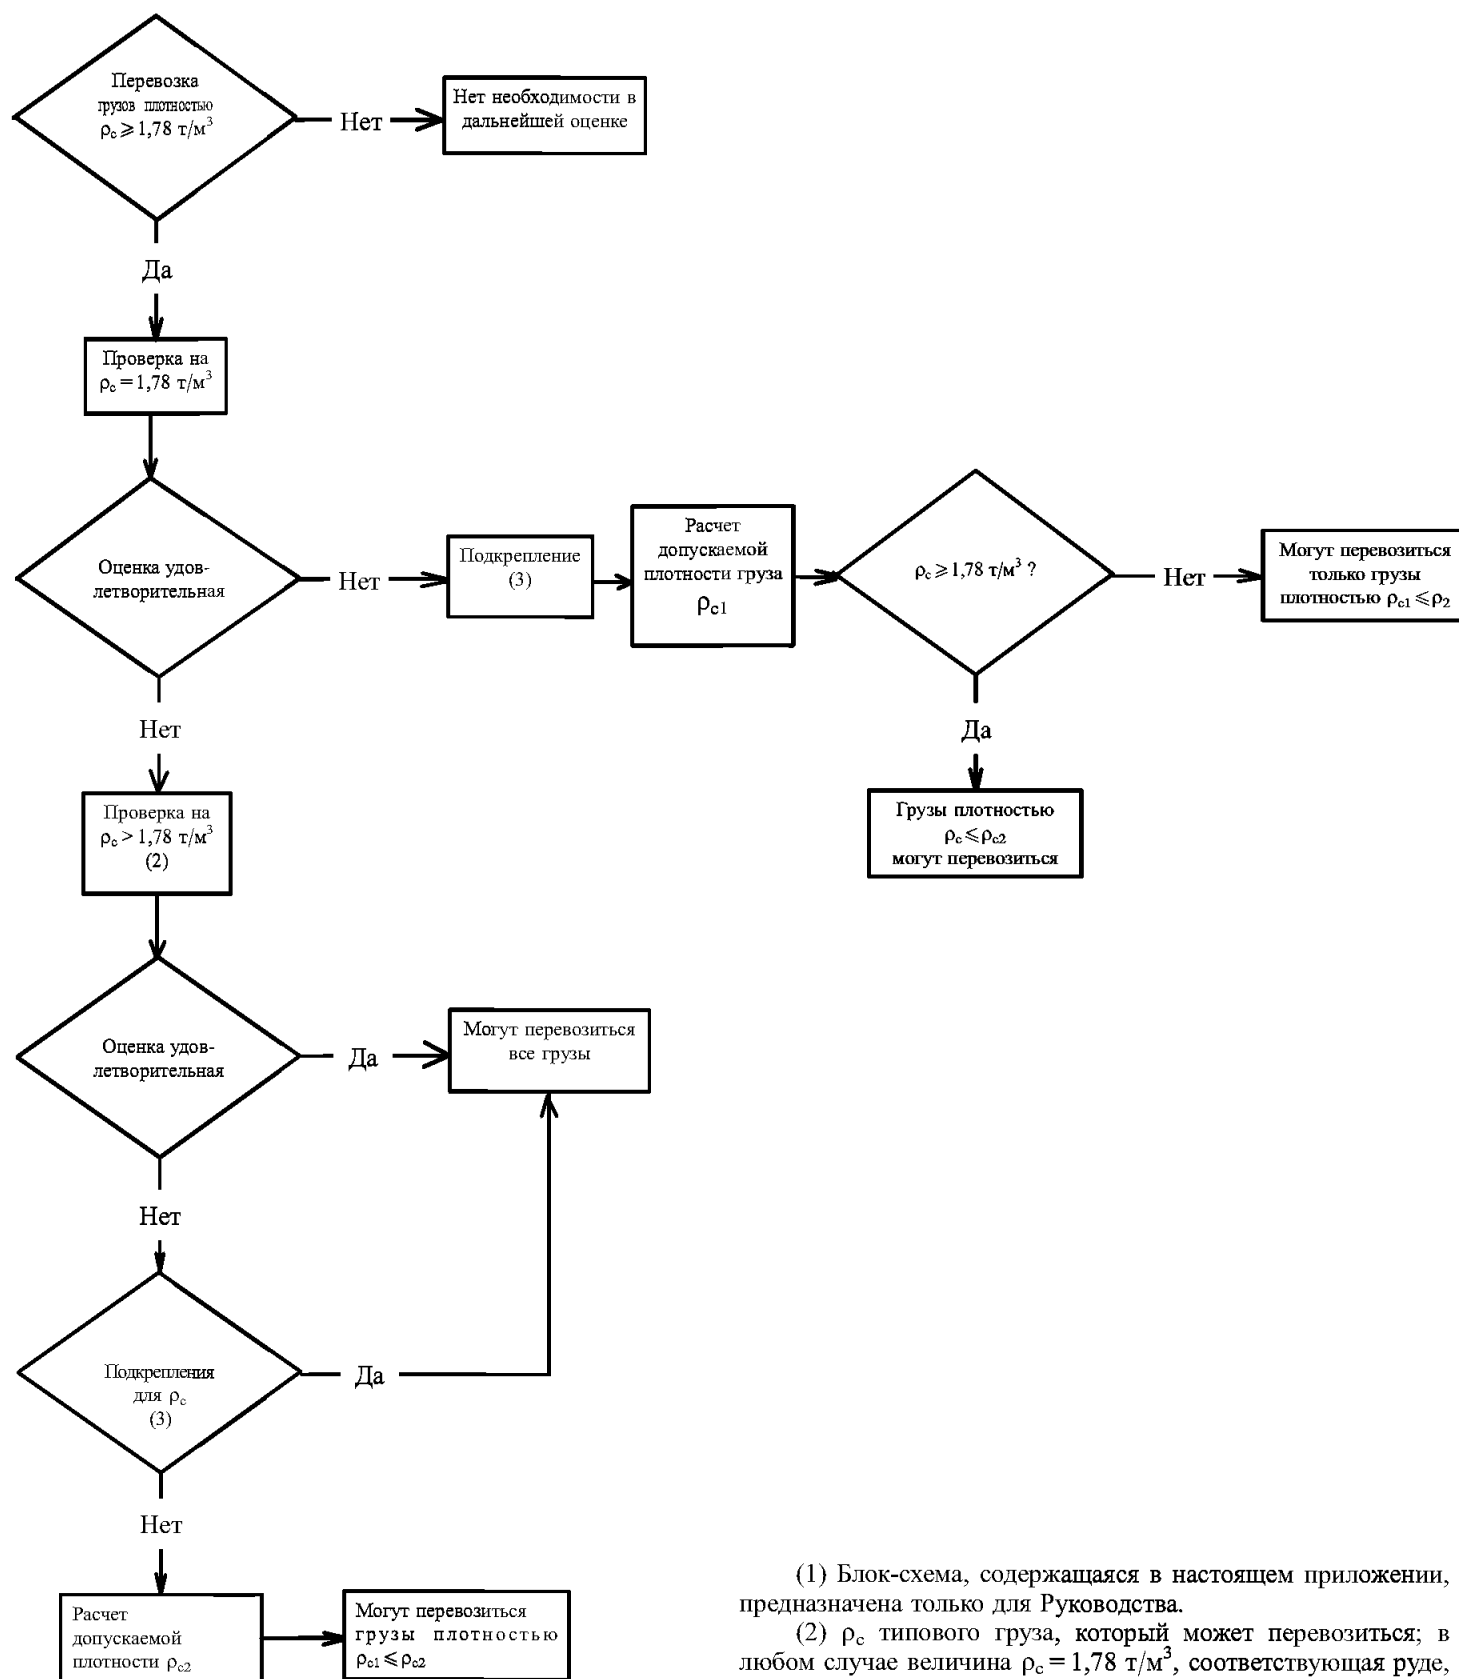 Перевозка
грузов плотностью
ρc ⩾ 1,78 т/м³
Нет
Нет необходимости в
дальнейшей оценке
Да
Проверка на
ρc = 1,78 т/м³
Оценка удов-
летворительная
Нет
Подкрепление
(3)
Расчет
допускаемой
плотности груза
ρc1
ρc ⩾ 1,78 т/м³ ?
Нет
Могут перевозиться
только грузы
плотностью ρc1 ⩽ ρ2
Да
Грузы плотностью
ρc ⩽ ρc2
могут перевозиться
Нет
Проверка на
ρc > 1,78 т/м³
(2)
Оценка удов-
летворительная
Да
Могут перевозиться
все грузы
Нет
Подкрепления
для ρc
(3)
Да
Нет
Расчет
допускаемой
плотности ρc2
Могут перевозиться
грузы плотностью
ρc1 ⩽ ρc2
(1) Блок-схема, содержащаяся в настоящем приложении,
предназначена только для Руководства.
(2) ρc типового груза, который может перевозиться; в
любом случае величина ρc = 1,78 т/м³, соответствующая руде,